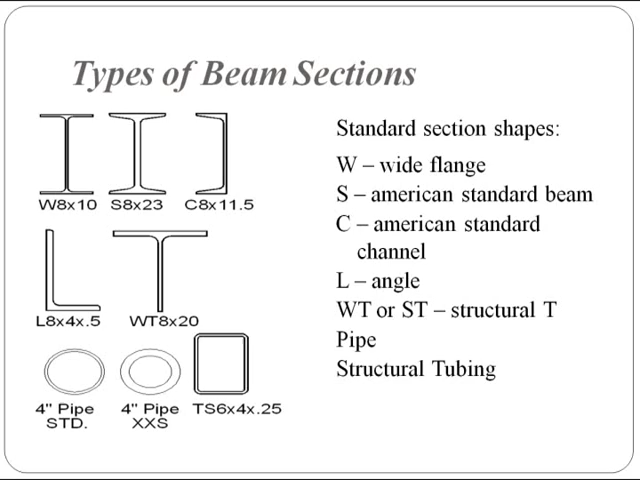 Types of Beam Sections
Standard section shapes:
W – wide flange
S – american standard beam
C – american standard
channel
L – angle
WT or ST – structural T
Pipe
Structural Tubing
W8x10 S8x23 C8x11.5
L8x4x.5 WT8x20
4" Pipe STD.
4" Pipe XXS
TS6x4x.25